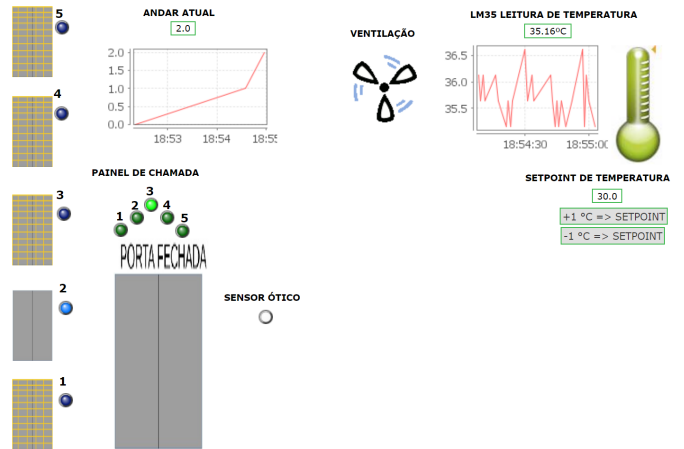 5
ANDAR ATUAL
2.0
2.0
1.5
1.0
0.5
0.0
18:53
18:54
18:55
VENTILAÇÃO
LM35 LEITURA DE TEMPERATURA
35.16ºC
36.5
36.0
35.5
18:54:30
18:55:00
4
PAINEL DE CHAMADA
3
2
4
1
5
PORTA FECHADA
3
SETPOINT DE TEMPERATURA
30.0
+1 ºC => SETPOINT
-1 ºC => SETPOINT
2
SENSOR ÓTICO
1